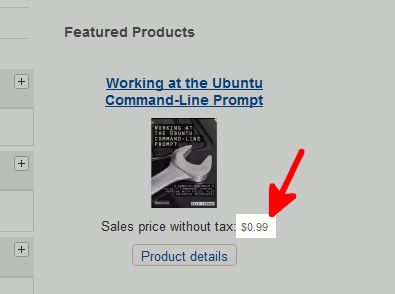 Featured Products
Working at the Ubuntu
Command-Line Prompt
WORKING AT
THE UBUNTU
COMMAND-LINE
PROMPT
Sales price without tax: $0.99
Product details